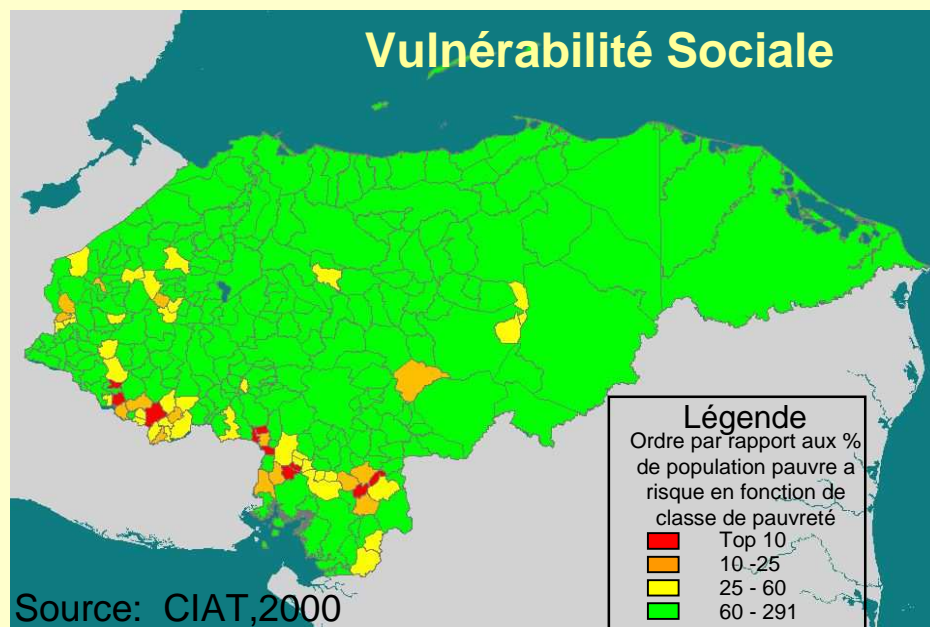 Vulnérabilité Sociale
Légende
Ordre par rapport aux %
de population pauvre a
risque en fonction de
classe de pauvreté
Top 10
10 -25
25 - 60
60 - 291
Source: CIAT,2000